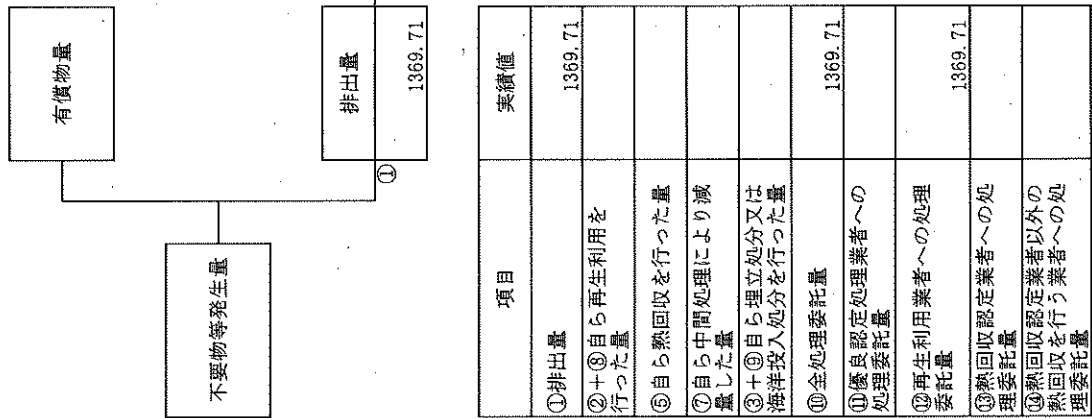 有償物量
不要物等発生量
排出量
①
1369.71
項目
実績値
①排出量
1369.71
②+⑧自ら再生利用を
行った量
⑤自ら熱回収を行った量
⑦自ら中間処理により減
量した量
③+⑨自ら埋立処分又は
海洋投入処分を行った量
⑩全処理委託量
1369.71
⑪優良認定処理業者への
処理委託量
⑫再生利用業者への処理
委託量
1369.71
⑬熱回収認定業者への処
理委託量
⑭熱回収認定業者以外の
熱回収を行う業者への処
理委託量